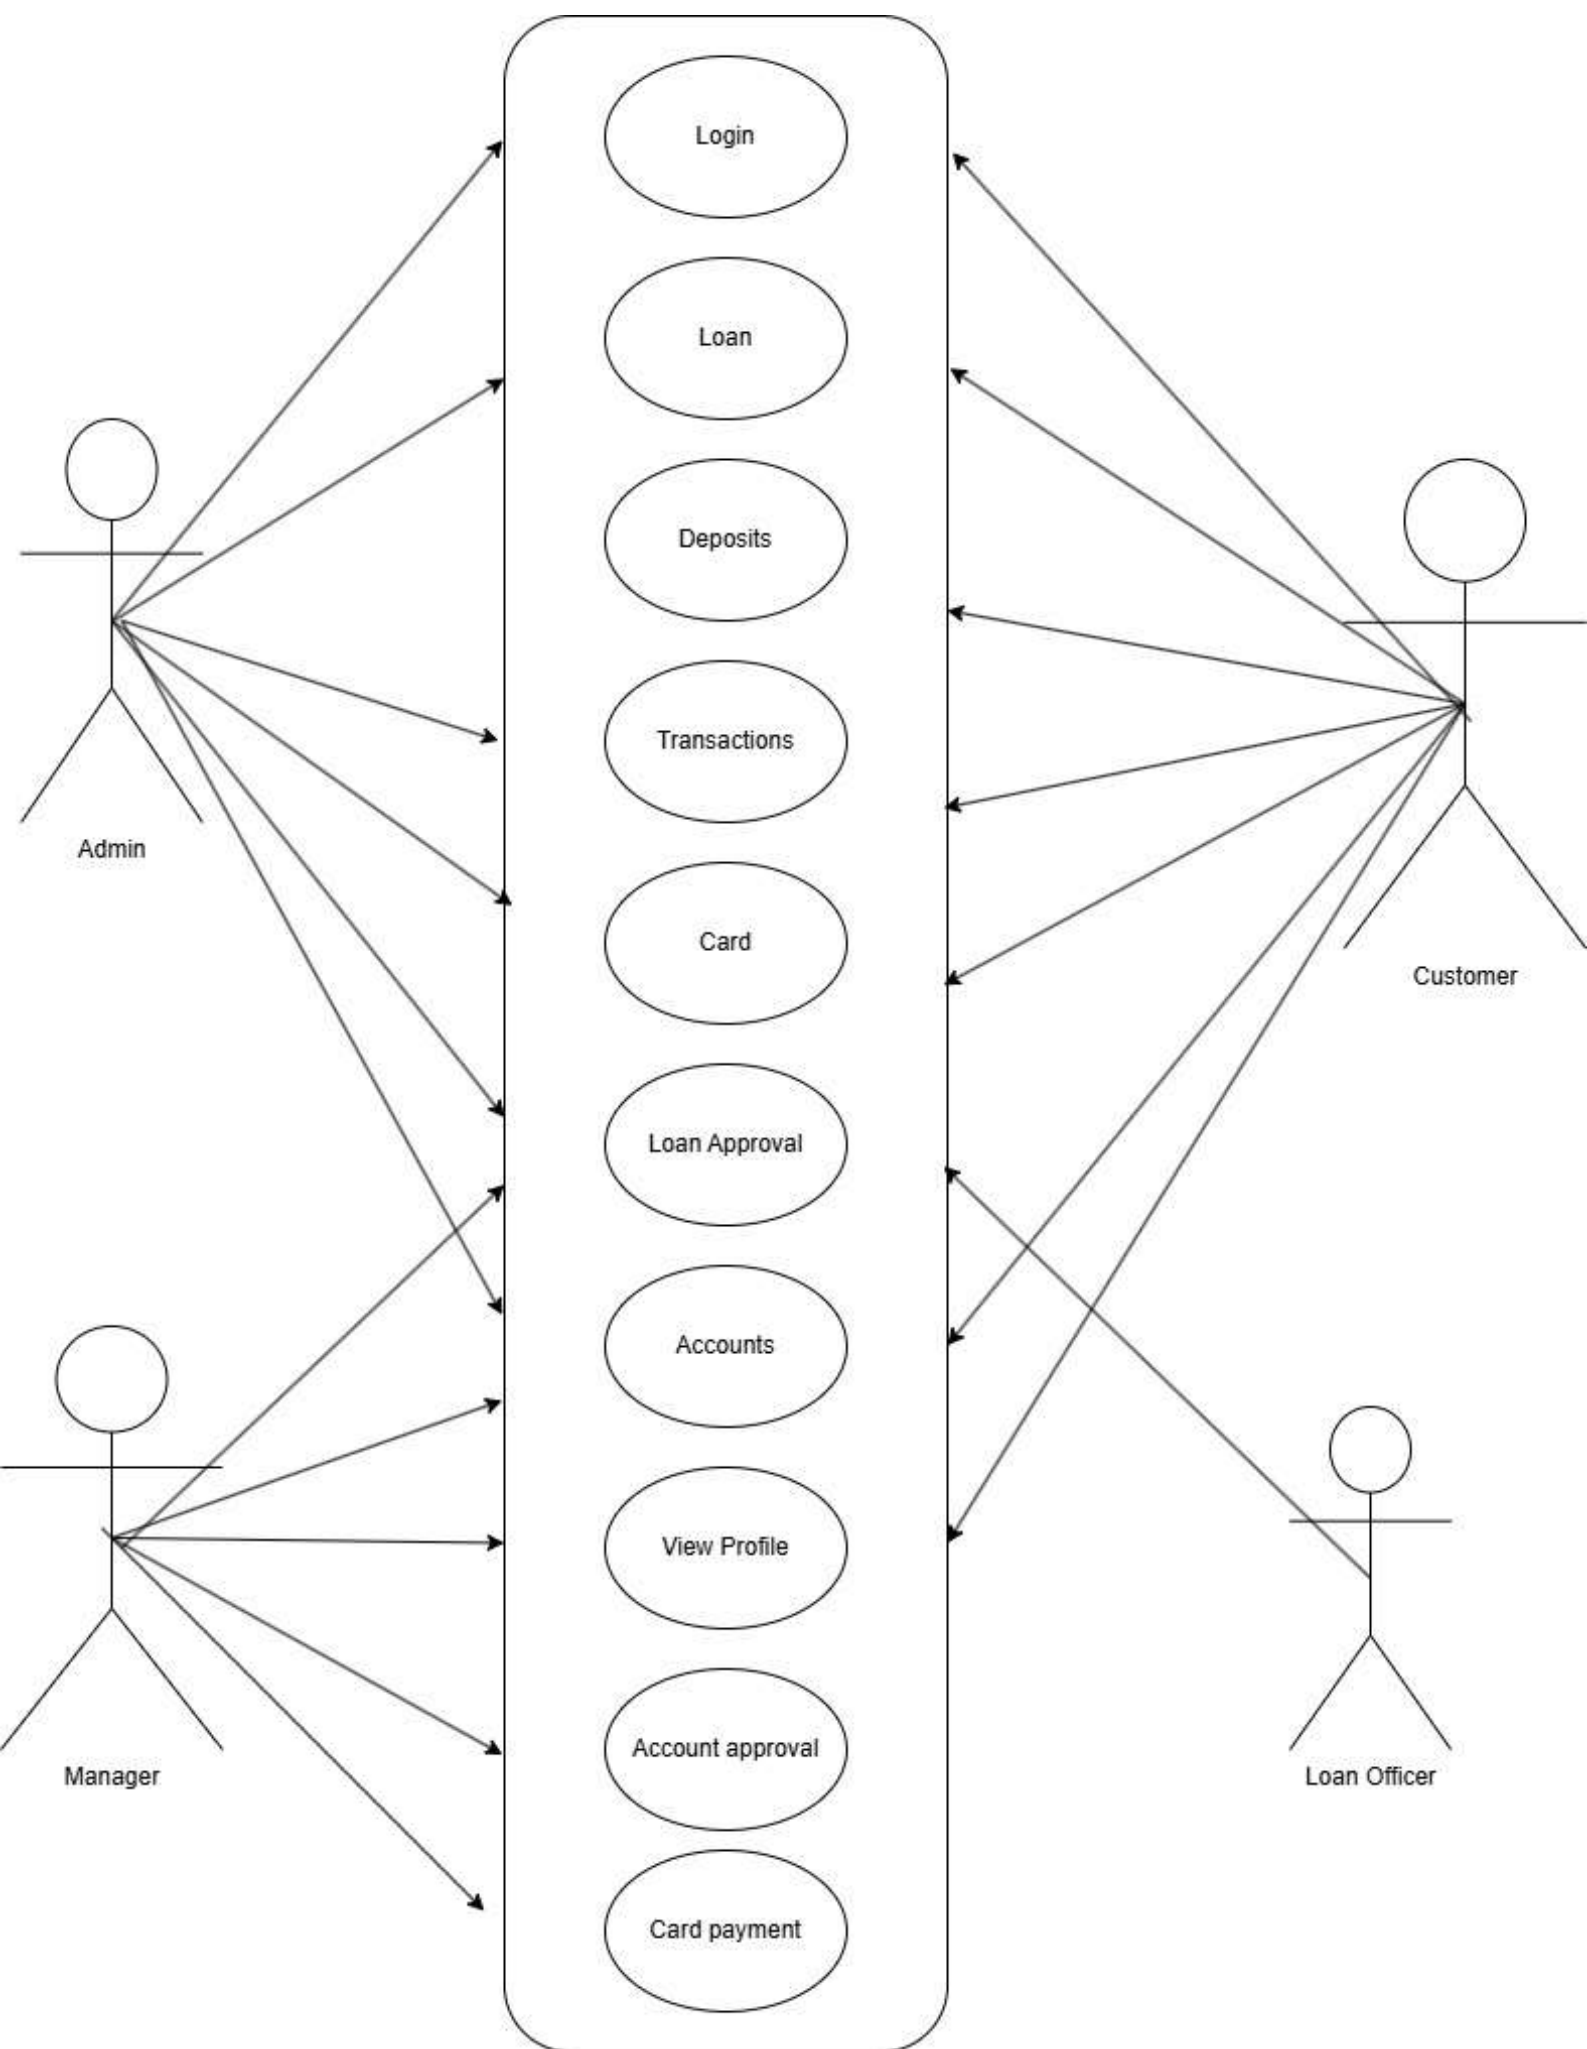 Login
Loan
Deposits
Transactions
Card
Loan Approval
Accounts
View Profile
Account approval
Card payment
Admin
Customer
Manager
Loan Officer